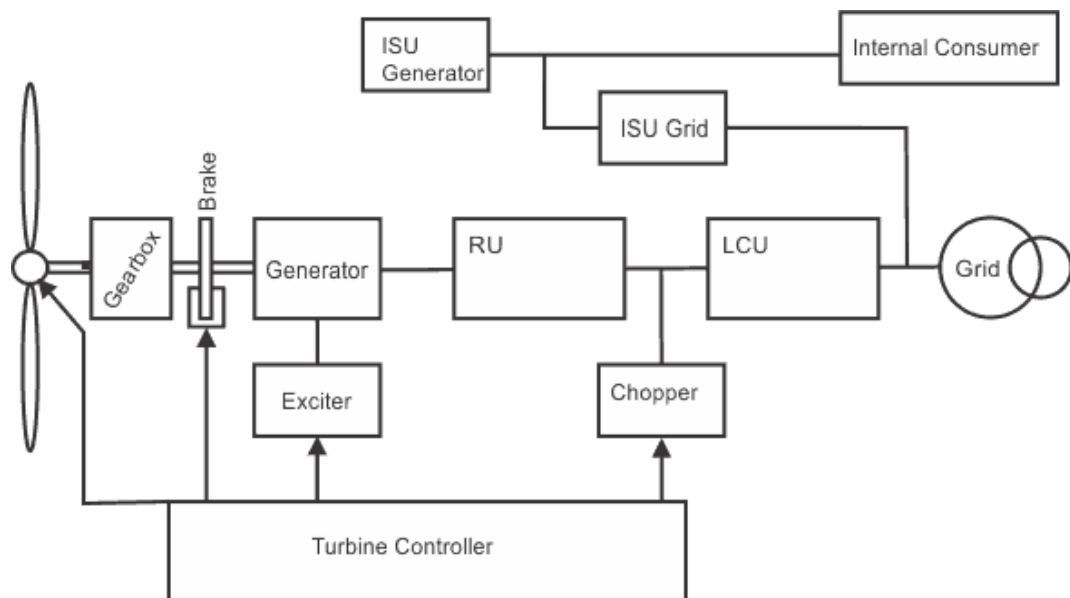 ISU
Generator
Internal Consumer
ISU Grid
Brake
Gearbox
Generator
RU
LCU
Grid
Exciter
Chopper
Turbine Controller